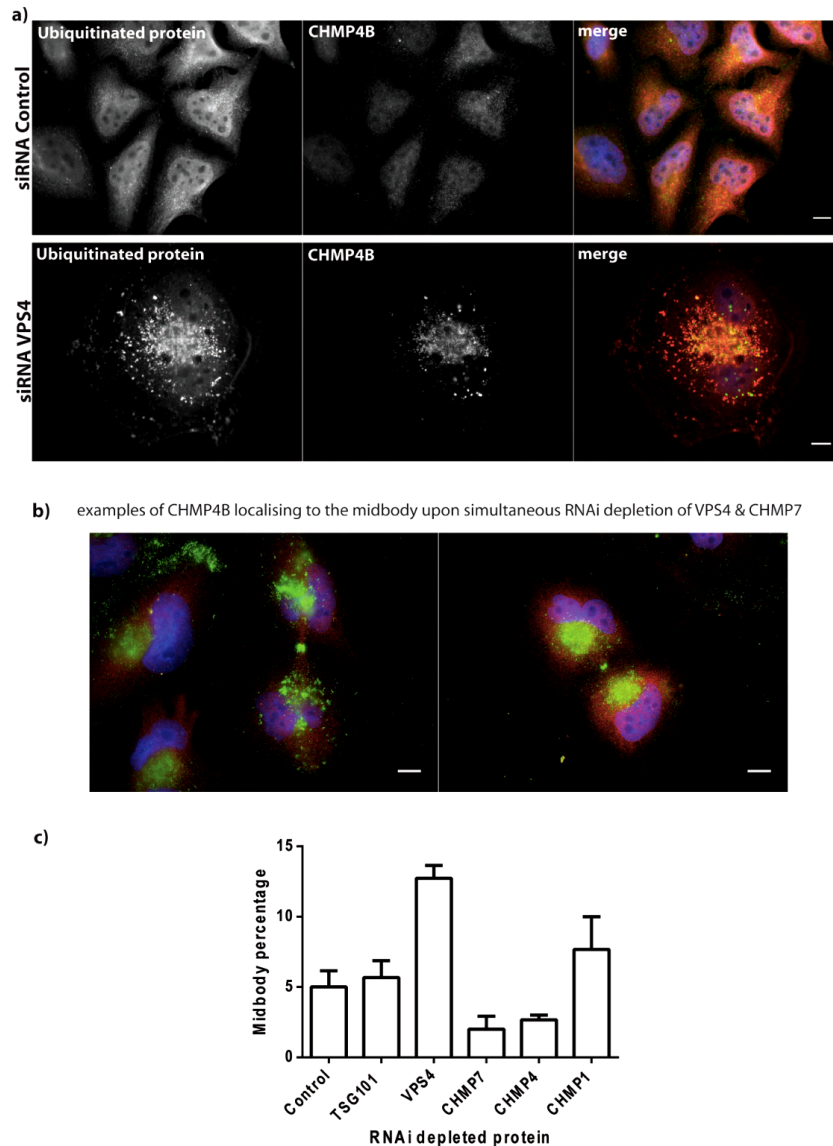 a)
Ubiquitinated protein CHMP4B merge
siRNA Control
Ubiquitinated protein CHMP4B merge
siRNA VPS4
b) examples of CHMP4B localising to the midbody upon simultaneous RNAi depletion of VPS4 & CHMP7
c)
Midbody percentage
15
10
5
0
Control TSG101 VPS4 CHMP7 CHMP4 CHMP1
RNAi depleted protein